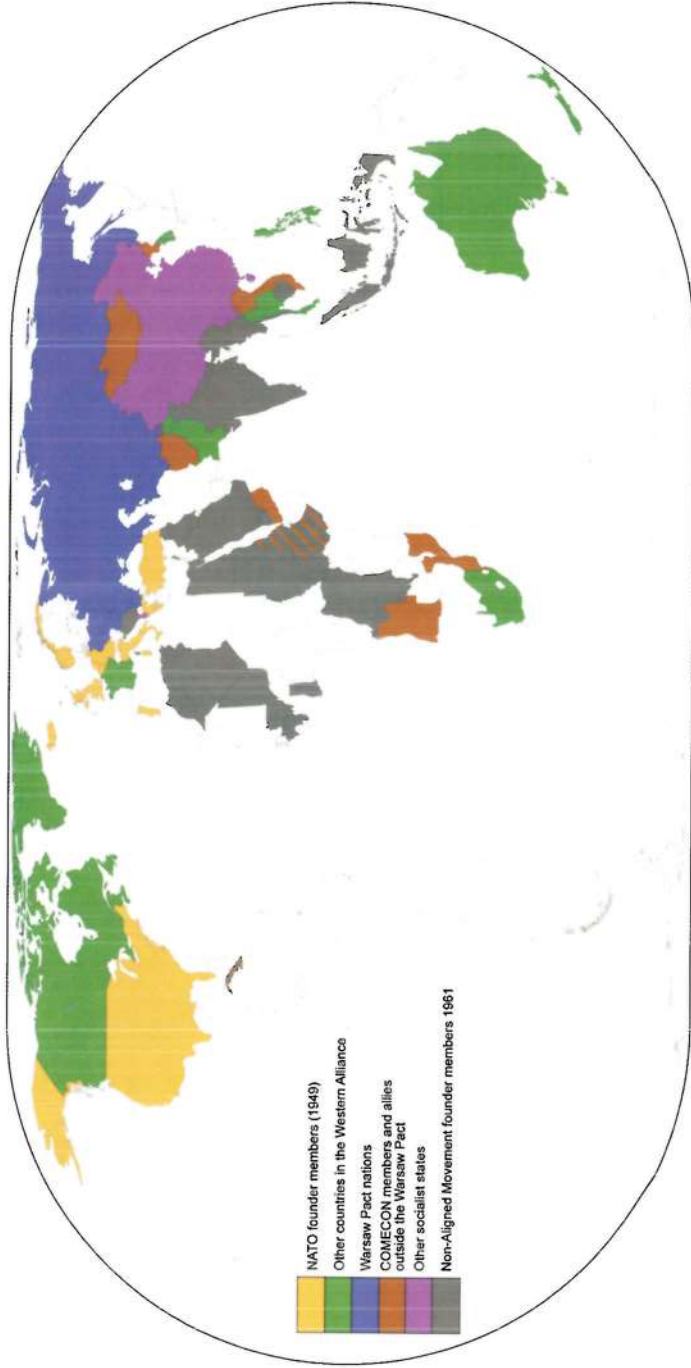 NATO founder members (1949)
Other countries in the Western Alliance
Warsaw Pact nations
COMECON members and allies
outside the Warsaw Pact
Other socialist states
Non-Aligned Movement founder members 1961